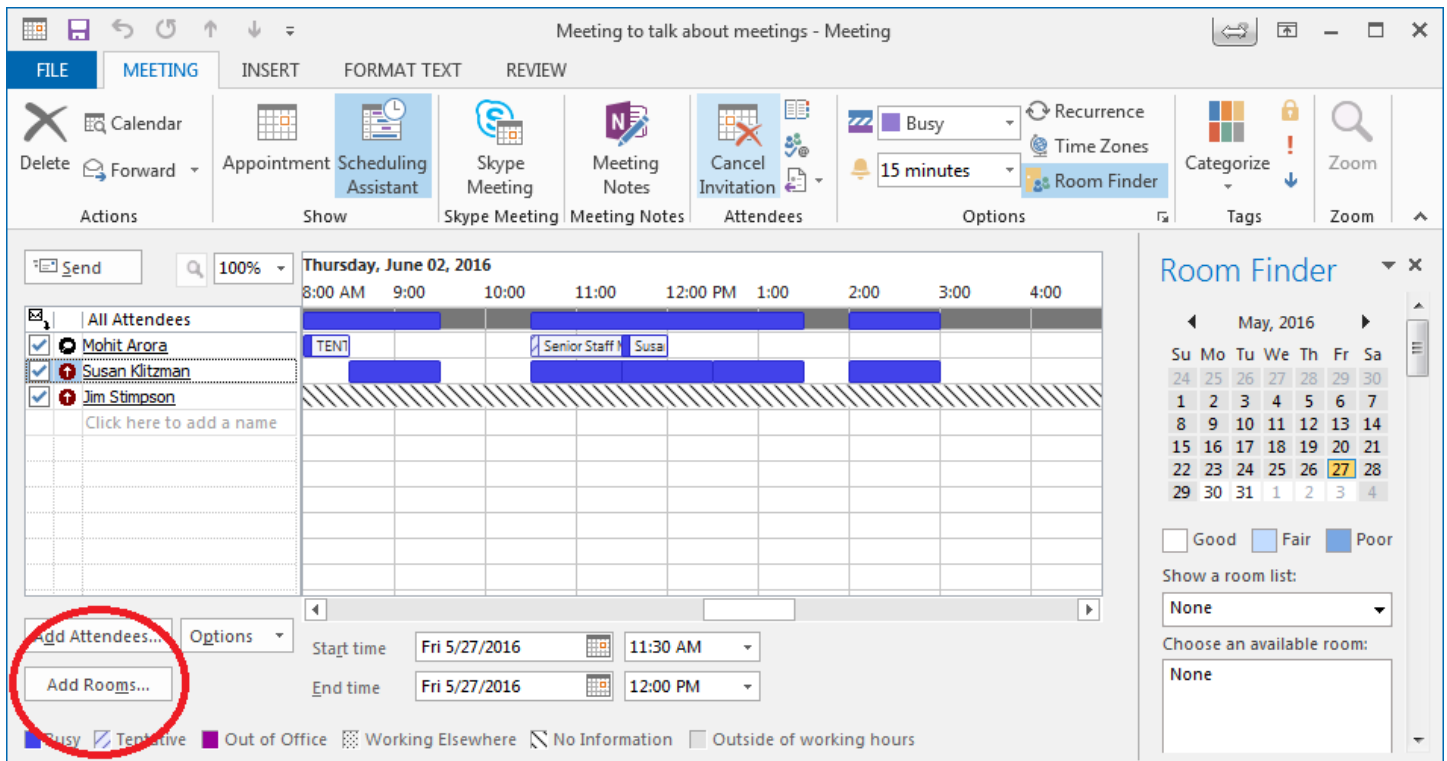 Meeting to talk about meetings - Meeting
FILE MEETING INSERT FORMAT TEXT REVIEW
Delete
Calendar
Forward
Actions
Appointment
Scheduling Assistant
Show
Skype Meeting
Skype Meeting
Meeting Notes
Meeting Notes
Cancel Invitation
Attendees
Busy
15 minutes
Recurrence
Time Zones
Room Finder
Options
Categorize
Tags
Zoom
Zoom
Send
100%
Thursday, June 02, 2016
8:00 AM 9:00 10:00 11:00 12:00 PM 1:00 2:00 3:00 4:00
All Attendees
Mohit Arora
TENT Senior Staff M Susa
Susan Klitzman
Jim Stimpson
Click here to add a name
Add Attendees... Options
Add Rooms...
Start time Fri 5/27/2016 11:30 AM
End time Fri 5/27/2016 12:00 PM
Busy Tentative Out of Office Working Elsewhere No Information Outside of working hours
Room Finder
May, 2016
Su Mo Tu We Th Fr Sa
24 25 26 27 28 29 30
1 2 3 4 5 6 7
8 9 10 11 12 13 14
15 16 17 18 19 20 21
22 23 24 25 26 27 28
29 30 31 1 2 3 4
Good Fair Poor
Show a room list:
None
Choose an available room:
None